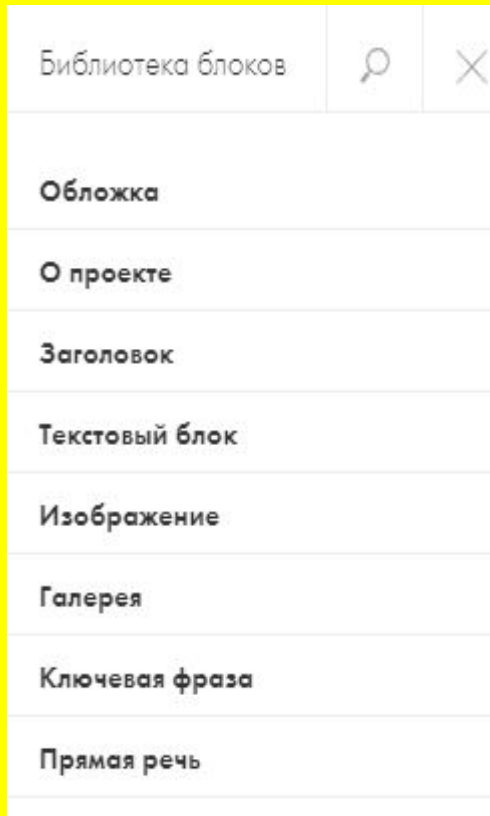 Библиотека блоков
Обложка
О проекте
Заголовок
Текстовый блок
Изображение
Галерея
Ключевая фраза
Прямая речь